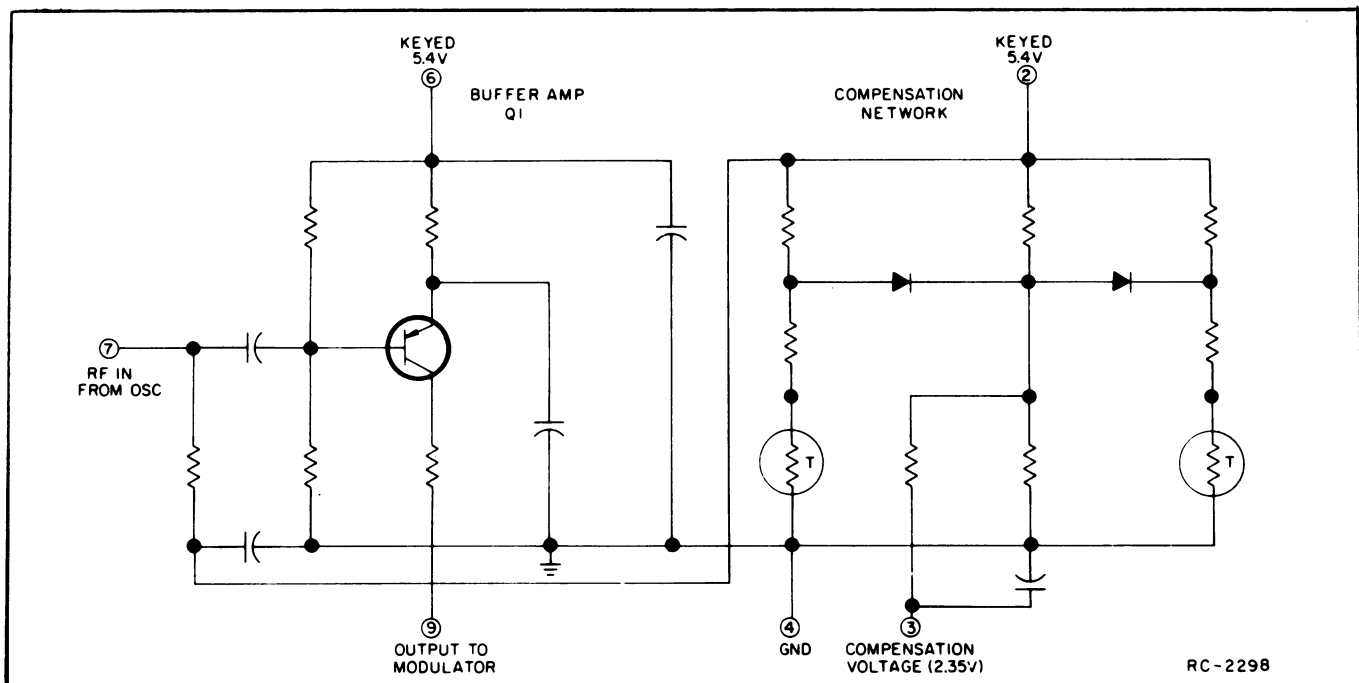 KEYED
5.4V
6
BUFFER AMP
Q1
COMPENSATION
NETWORK
KEYED
5.4V
2
7
RF IN
FROM OSC
T
T
9
OUTPUT TO
MODULATOR
4
GND
3
COMPENSATION
VOLTAGE (2.35V)
RC-2298